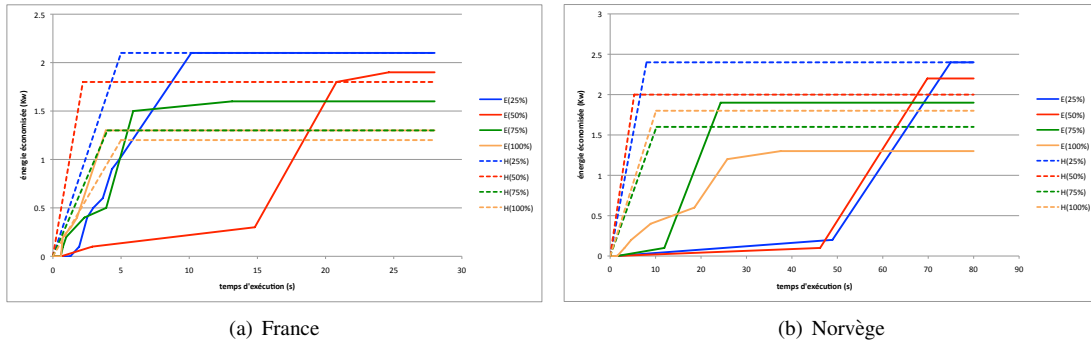 2.5
2
1.5
1
0.5
0
0
5
10
15
20
25
30
énergie économisée (Kw)
temps d'exécution (s)
E(25%)
E(50%)
E(75%)
E(100%)
H(25%)
H(50%)
H(75%)
H(100%)
(a) France
3
2.5
2
1.5
1
0.5
0
0
10
20
30
40
50
60
70
80
90
énergie économisée (Kw)
temps d'exécution (s)
E(25%)
E(50%)
E(75%)
E(100%)
H(25%)
H(50%)
H(75%)
H(100%)
(b) Norvège